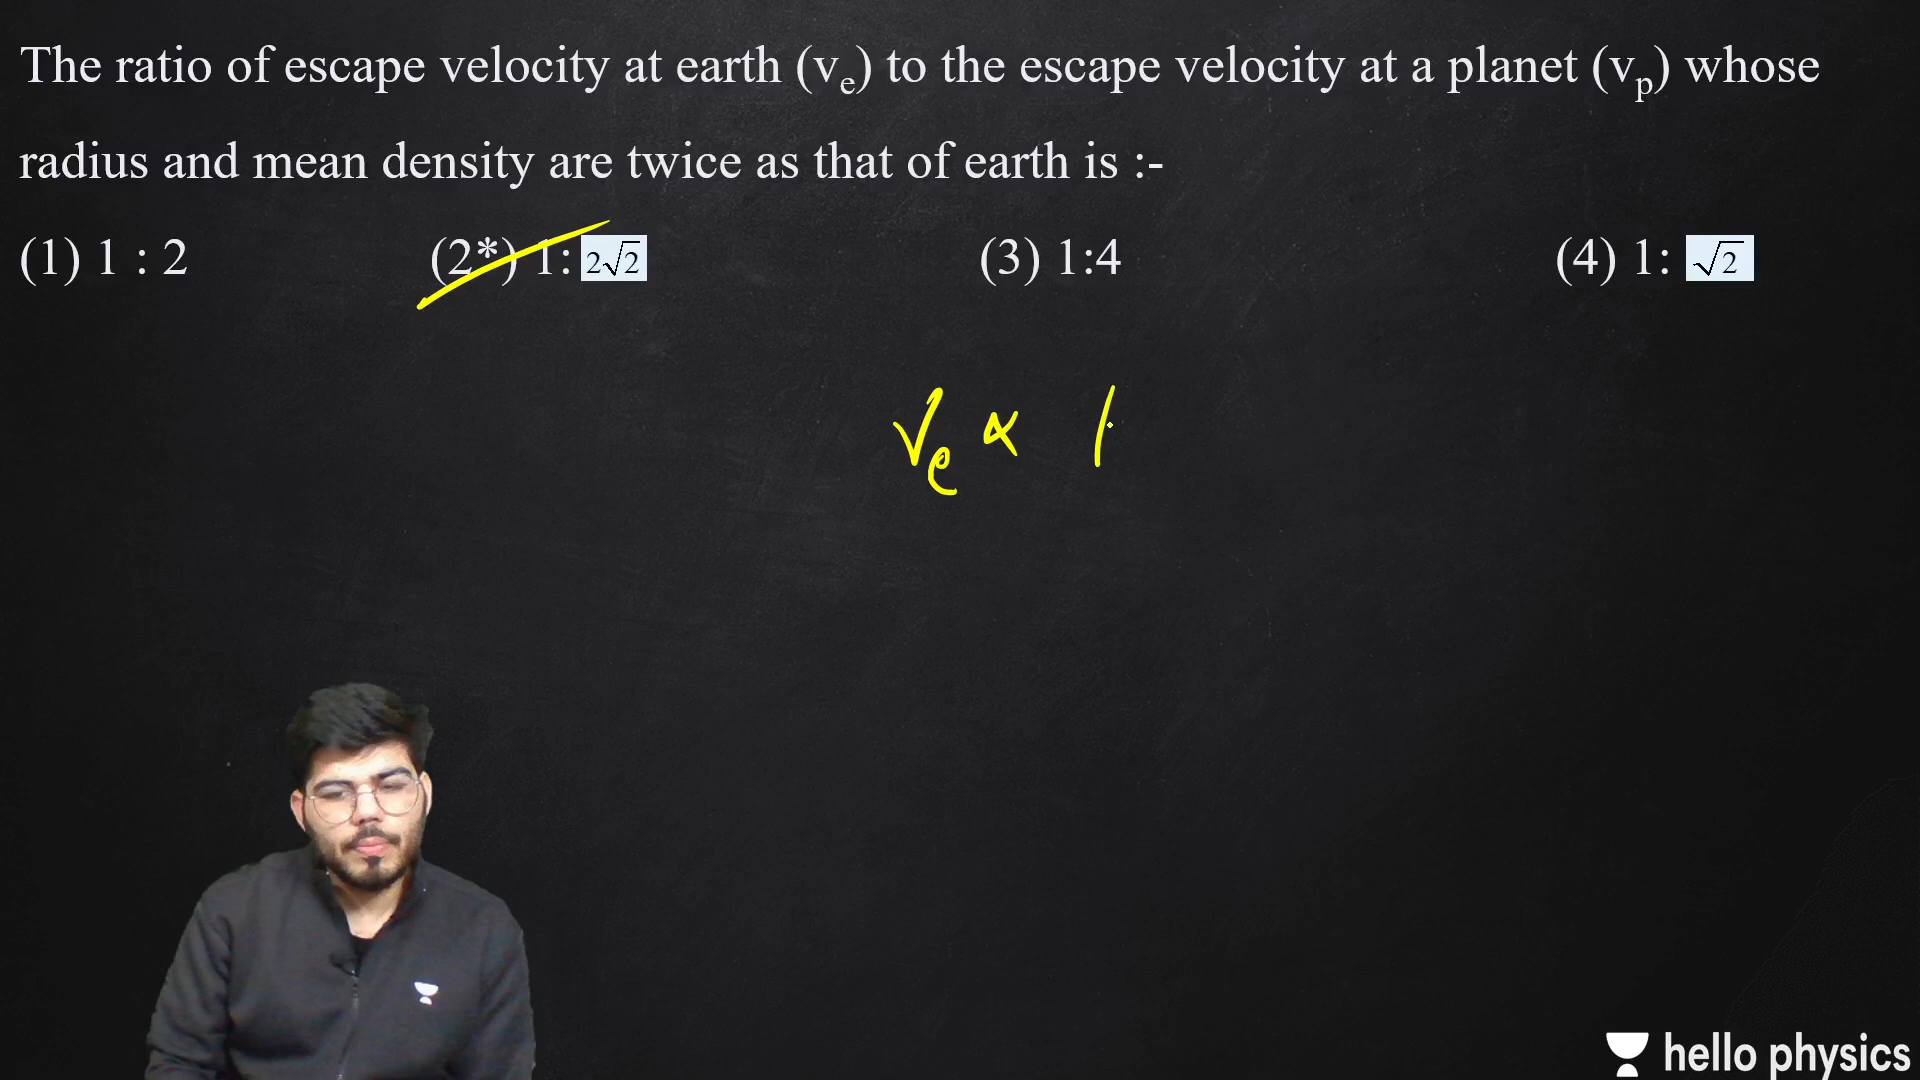 The ratio of escape velocity at earth (vₑ) to the escape velocity at a planet (vₚ) whose
radius and mean density are twice as that of earth is :-
(1) 1 : 2 (2*) 1: 2√2 (3) 1:4 (4) 1: √2
Vₑ ∝
hello physics